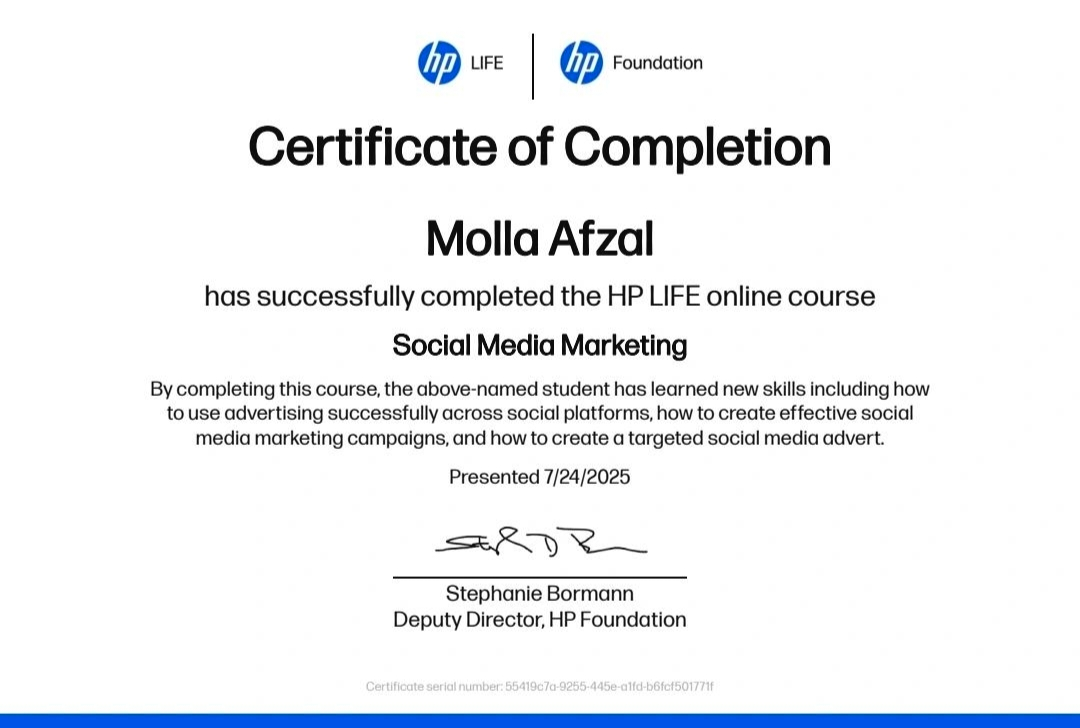 hp LIFE | hp Foundation
Certificate of Completion
Molla Afzal
has successfully completed the HP LIFE online course
Social Media Marketing
By completing this course, the above-named student has learned new skills including how
to use advertising successfully across social platforms, how to create effective social
media marketing campaigns, and how to create a targeted social media advert.
Presented 7/24/2025
Stephanie Bormann
Deputy Director, HP Foundation
Certificate serial number: 55419c7a-9255-445e-a1fd-b6fcf501771f